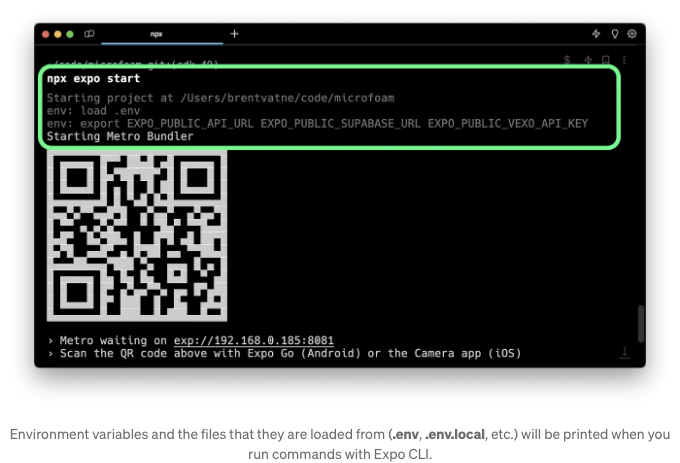 npx
~/code/microfoam git:(sdk-49)
npx expo start
Starting project at /Users/brentvatne/code/microfoam
env: load .env
env: export EXPO_PUBLIC_API_URL EXPO_PUBLIC_SUPABASE_URL EXPO_PUBLIC_VEXO_API_KEY
Starting Metro Bundler
› Metro waiting on exp://192.168.0.185:8081
› Scan the QR code above with Expo Go (Android) or the Camera app (iOS)
Environment variables and the files that they are loaded from (.env, .env.local, etc.) will be printed when you
run commands with Expo CLI.